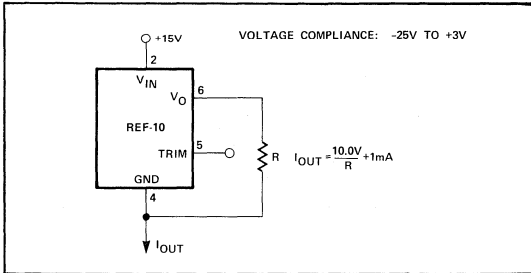 +15V
VOLTAGE COMPLIANCE: -25V TO +3V
2
VIN
VO
6
REF-10
TRIM
5
R
IOUT = 10.0V/R +1mA
GND
4
IOUT